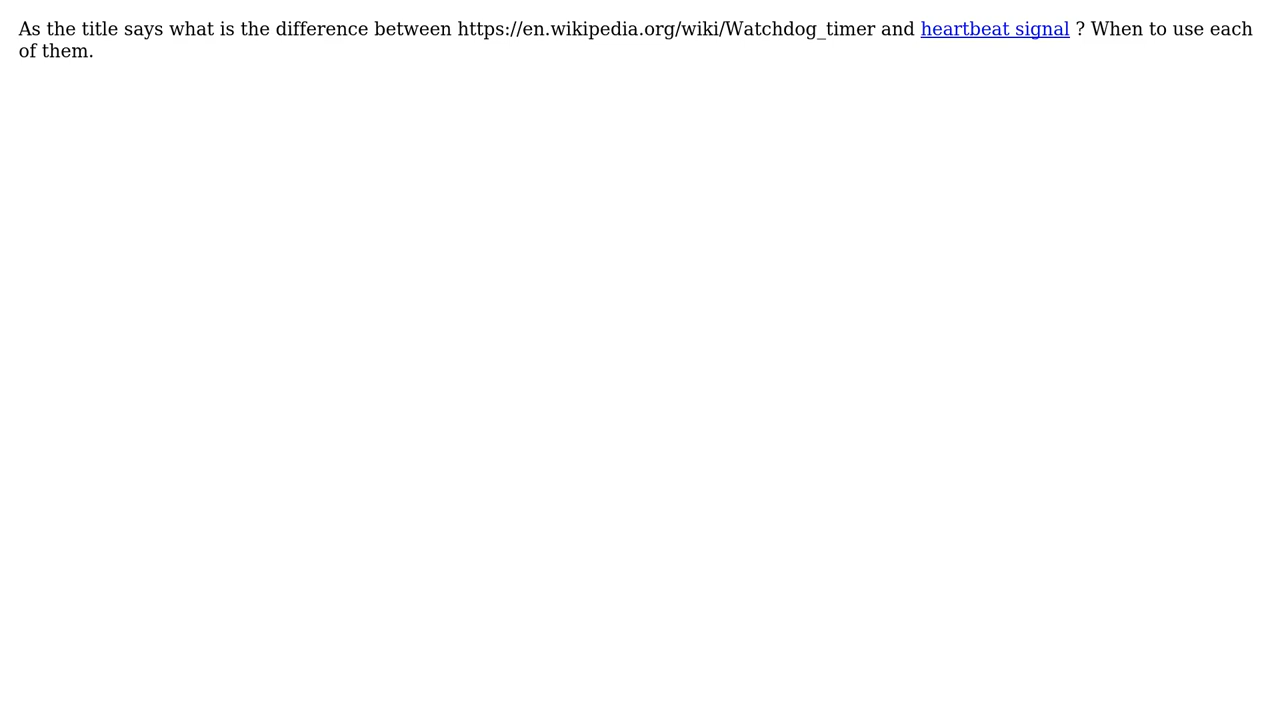 As the title says what is the difference between https://en.wikipedia.org/wiki/Watchdog_timer and heartbeat signal ? When to use each
of them.